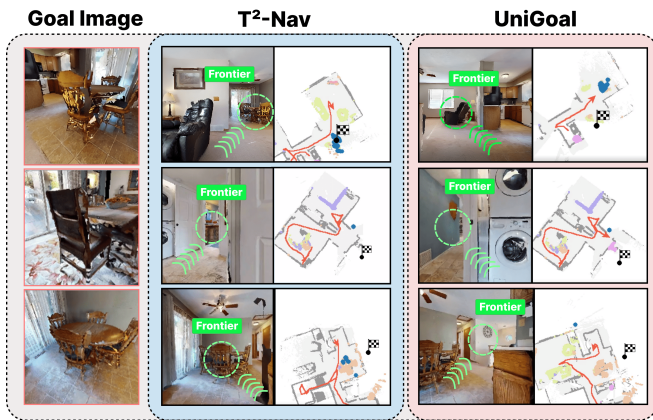 Goal Image
T²-Nav
UniGoal
Frontier
Frontier
Frontier
Frontier
Frontier
Frontier